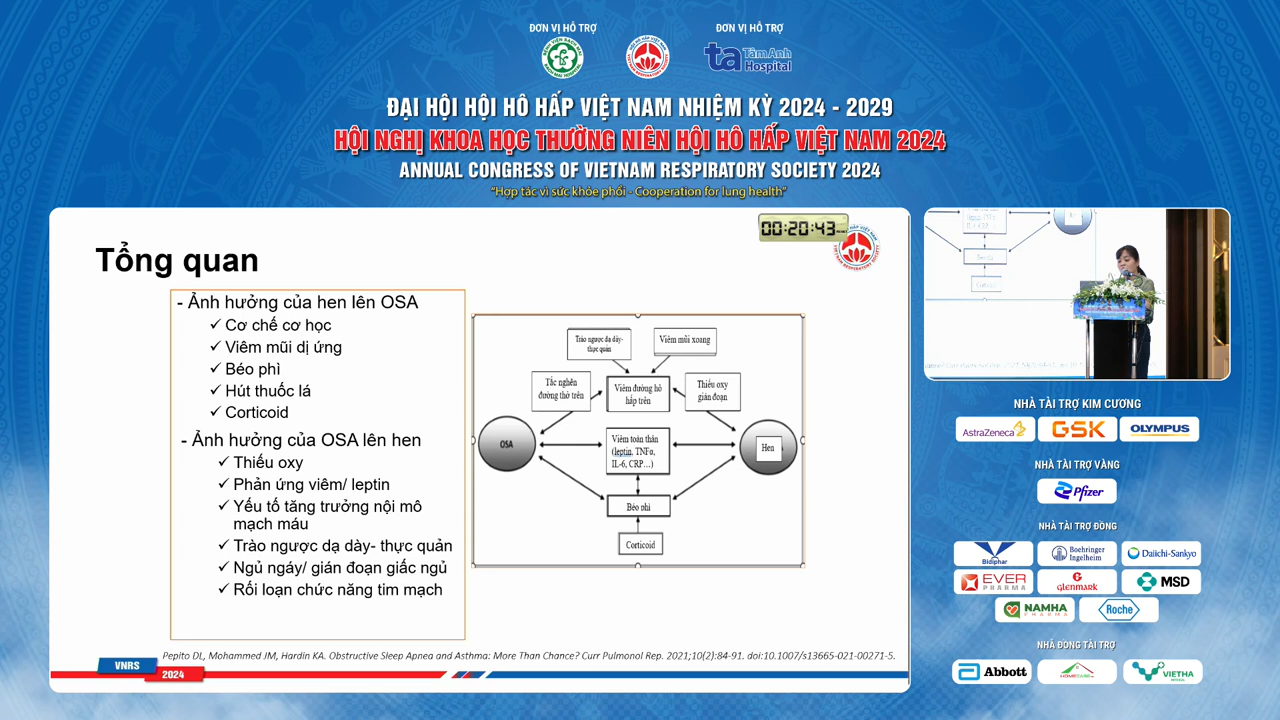 ĐƠN VỊ HỖ TRỢ
ĐƠN VỊ HỖ TRỢ
ta TâmAnh
Hospital
ĐẠI HỘI HỘI HÔ HẤP VIỆT NAM NHIỆM KỲ 2024 - 2029
HỘI NGHỊ KHOA HỌC THƯỜNG NIÊN HỘI HÔ HẤP VIỆT NAM 2024
ANNUAL CONGRESS OF VIETNAM RESPIRATORY SOCIETY 2024
"Hợp tác vì sức khỏe phổi - Cooperation for lung health"
00:20:43
Tổng quan
- Ảnh hưởng của hen lên OSA
✓ Cơ chế cơ học
✓ Viêm mũi dị ứng
✓ Béo phì
✓ Hút thuốc lá
✓ Corticoid
- Ảnh hưởng của OSA lên hen
✓ Thiếu oxy
✓ Phản ứng viêm/ leptin
✓ Yếu tố tăng trưởng nội mô
mạch máu
✓ Trào ngược dạ dày- thực quản
✓ Ngủ ngáy/ gián đoạn giấc ngủ
✓ Rối loạn chức năng tim mạch
Trào ngược dạ dày-
thực quản
Viêm mũi xoang
Tắc nghẽn
đường thở trên
Viêm đường hô
hấp trên
Thiếu oxy
gián đoạn
OSA
Viêm toàn thân
(leptin, TNFα,
IL-6, CRP…)
Hen
Béo phì
Corticoid
Pepito DL, Mohammed JM, Hardin KA. Obstructive Sleep Apnea and Asthma: More Than Chance? Curr Pulmonol Rep. 2021;10(2):84-91. doi:10.1007/s13665-021-00271-5.
VNRS
2024
NHÀ TÀI TRỢ KIM CƯƠNG
AstraZeneca
GSK
OLYMPUS
NHÀ TÀI TRỢ VÀNG
Pfizer
NHÀ TÀI TRỢ ĐỒNG
Bidiphar
Boehringer
Ingelheim
Daiichi-Sankyo
EVER
PHARMA
GLENMARK
MSD
NAMHA
PHARMA
Roche
NHÀ ĐỒNG TÀI TRỢ
Abbott
HOMECARE
VIETHA